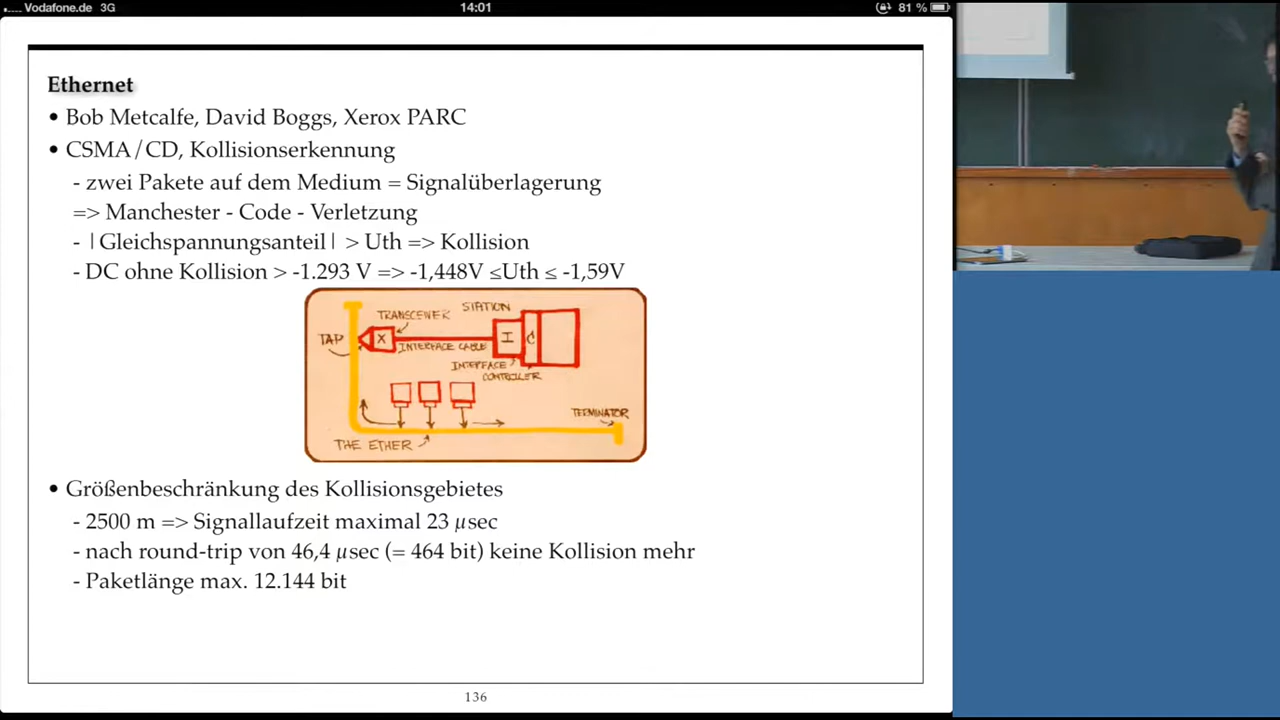 Vodafone.de 3G 14:01 81 %
Ethernet
• Bob Metcalfe, David Boggs, Xerox PARC
• CSMA/CD, Kollisionserkennung
- zwei Pakete auf dem Medium = Signalüberlagerung
=> Manchester - Code - Verletzung
- |Gleichspannungsanteil| > Uth => Kollision
- DC ohne Kollision > -1.293 V => -1,448V ≤Uth ≤ -1,59V
STATION
TRANSCEIVER
TAP
X
I
C
INTERFACE CABLE
INTERFACE
CONTROLLER
TERMINATOR
THE ETHER
• Größenbeschränkung des Kollisionsgebietes
- 2500 m => Signallaufzeit maximal 23 µsec
- nach round-trip von 46,4 µsec (= 464 bit) keine Kollision mehr
- Paketlänge max. 12.144 bit
136